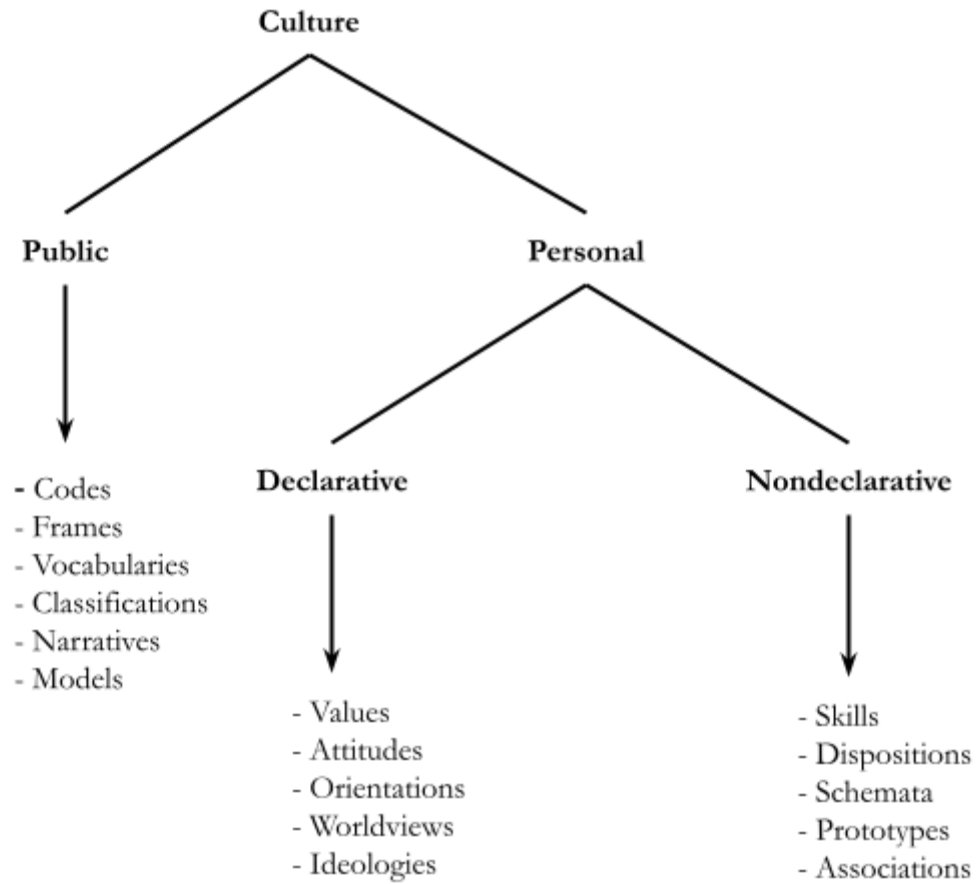 Culture
Public
Personal
- Codes
- Frames
- Vocabularies
- Classifications
- Narratives
- Models
Declarative
Nondeclarative
- Values
- Attitudes
- Orientations
- Worldviews
- Ideologies
- Skills
- Dispositions
- Schemata
- Prototypes
- Associations